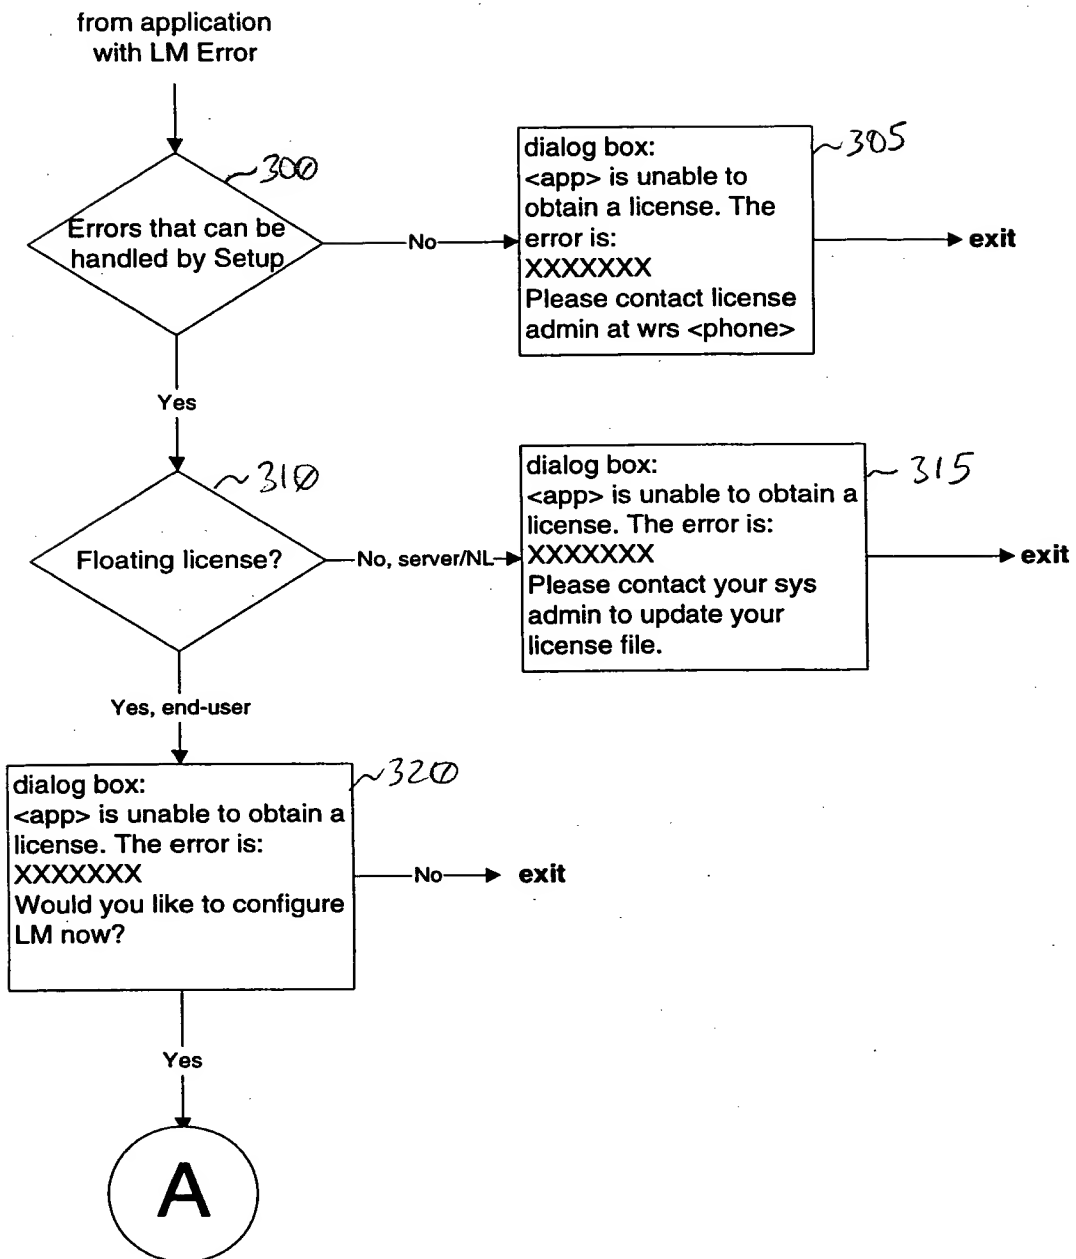 from application
with LM Error
300
Errors that can be
handled by Setup
No
305
dialog box:
<app> is unable to
obtain a license. The
error is:
XXXXXXX
Please contact license
admin at wrs <phone>
exit
Yes
310
Floating license?
No, server/NL
315
dialog box:
<app> is unable to obtain a
license. The error is:
XXXXXXX
Please contact your sys
admin to update your
license file.
exit
Yes, end-user
320
dialog box:
<app> is unable to obtain a
license. The error is:
XXXXXXX
Would you like to configure
LM now?
No
exit
Yes
A